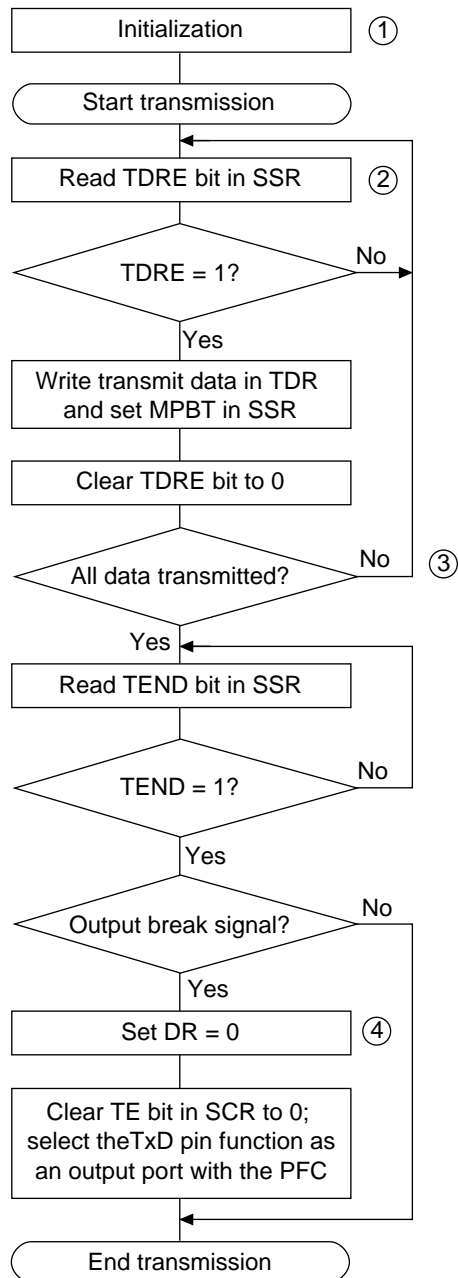 Initialization
①
Start transmission
Read TDRE bit in SSR
②
TDRE = 1?
No
Yes
Write transmit data in TDR
and set MPBT in SSR
Clear TDRE bit to 0
All data transmitted?
No
③
Yes
Read TEND bit in SSR
TEND = 1?
No
Yes
Output break signal?
No
Yes
Set DR = 0
④
Clear TE bit in SCR to 0;
select theTxD pin function as
an output port with the PFC
End transmission